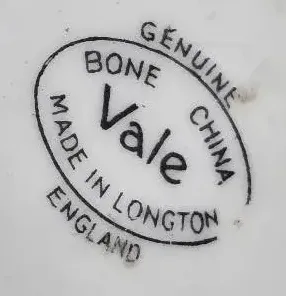 GENUINE
BONE CHINA
Vale
MADE IN LONGTON
ENGLAND